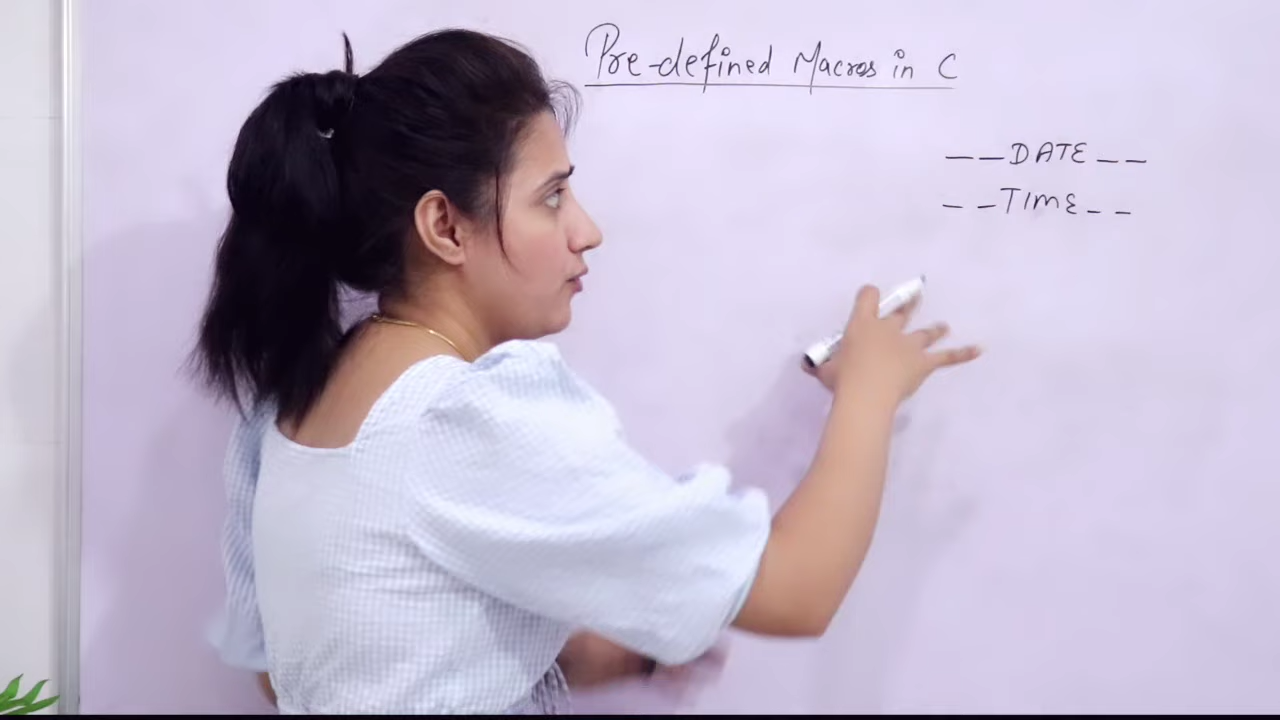 Pre-defined Macros in C
__DATE__
__TIME__